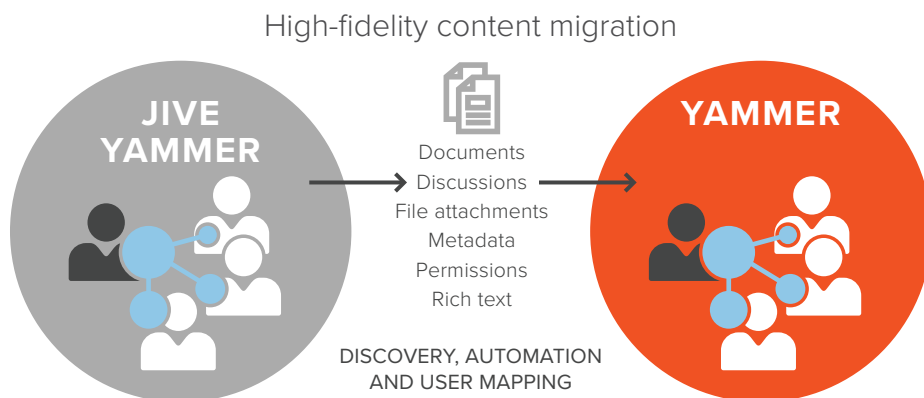 High-fidelity content migration
JIVE
YAMMER
Documents
Discussions
File attachments
Metadata
Permissions
Rich text
DISCOVERY, AUTOMATION
AND USER MAPPING
YAMMER